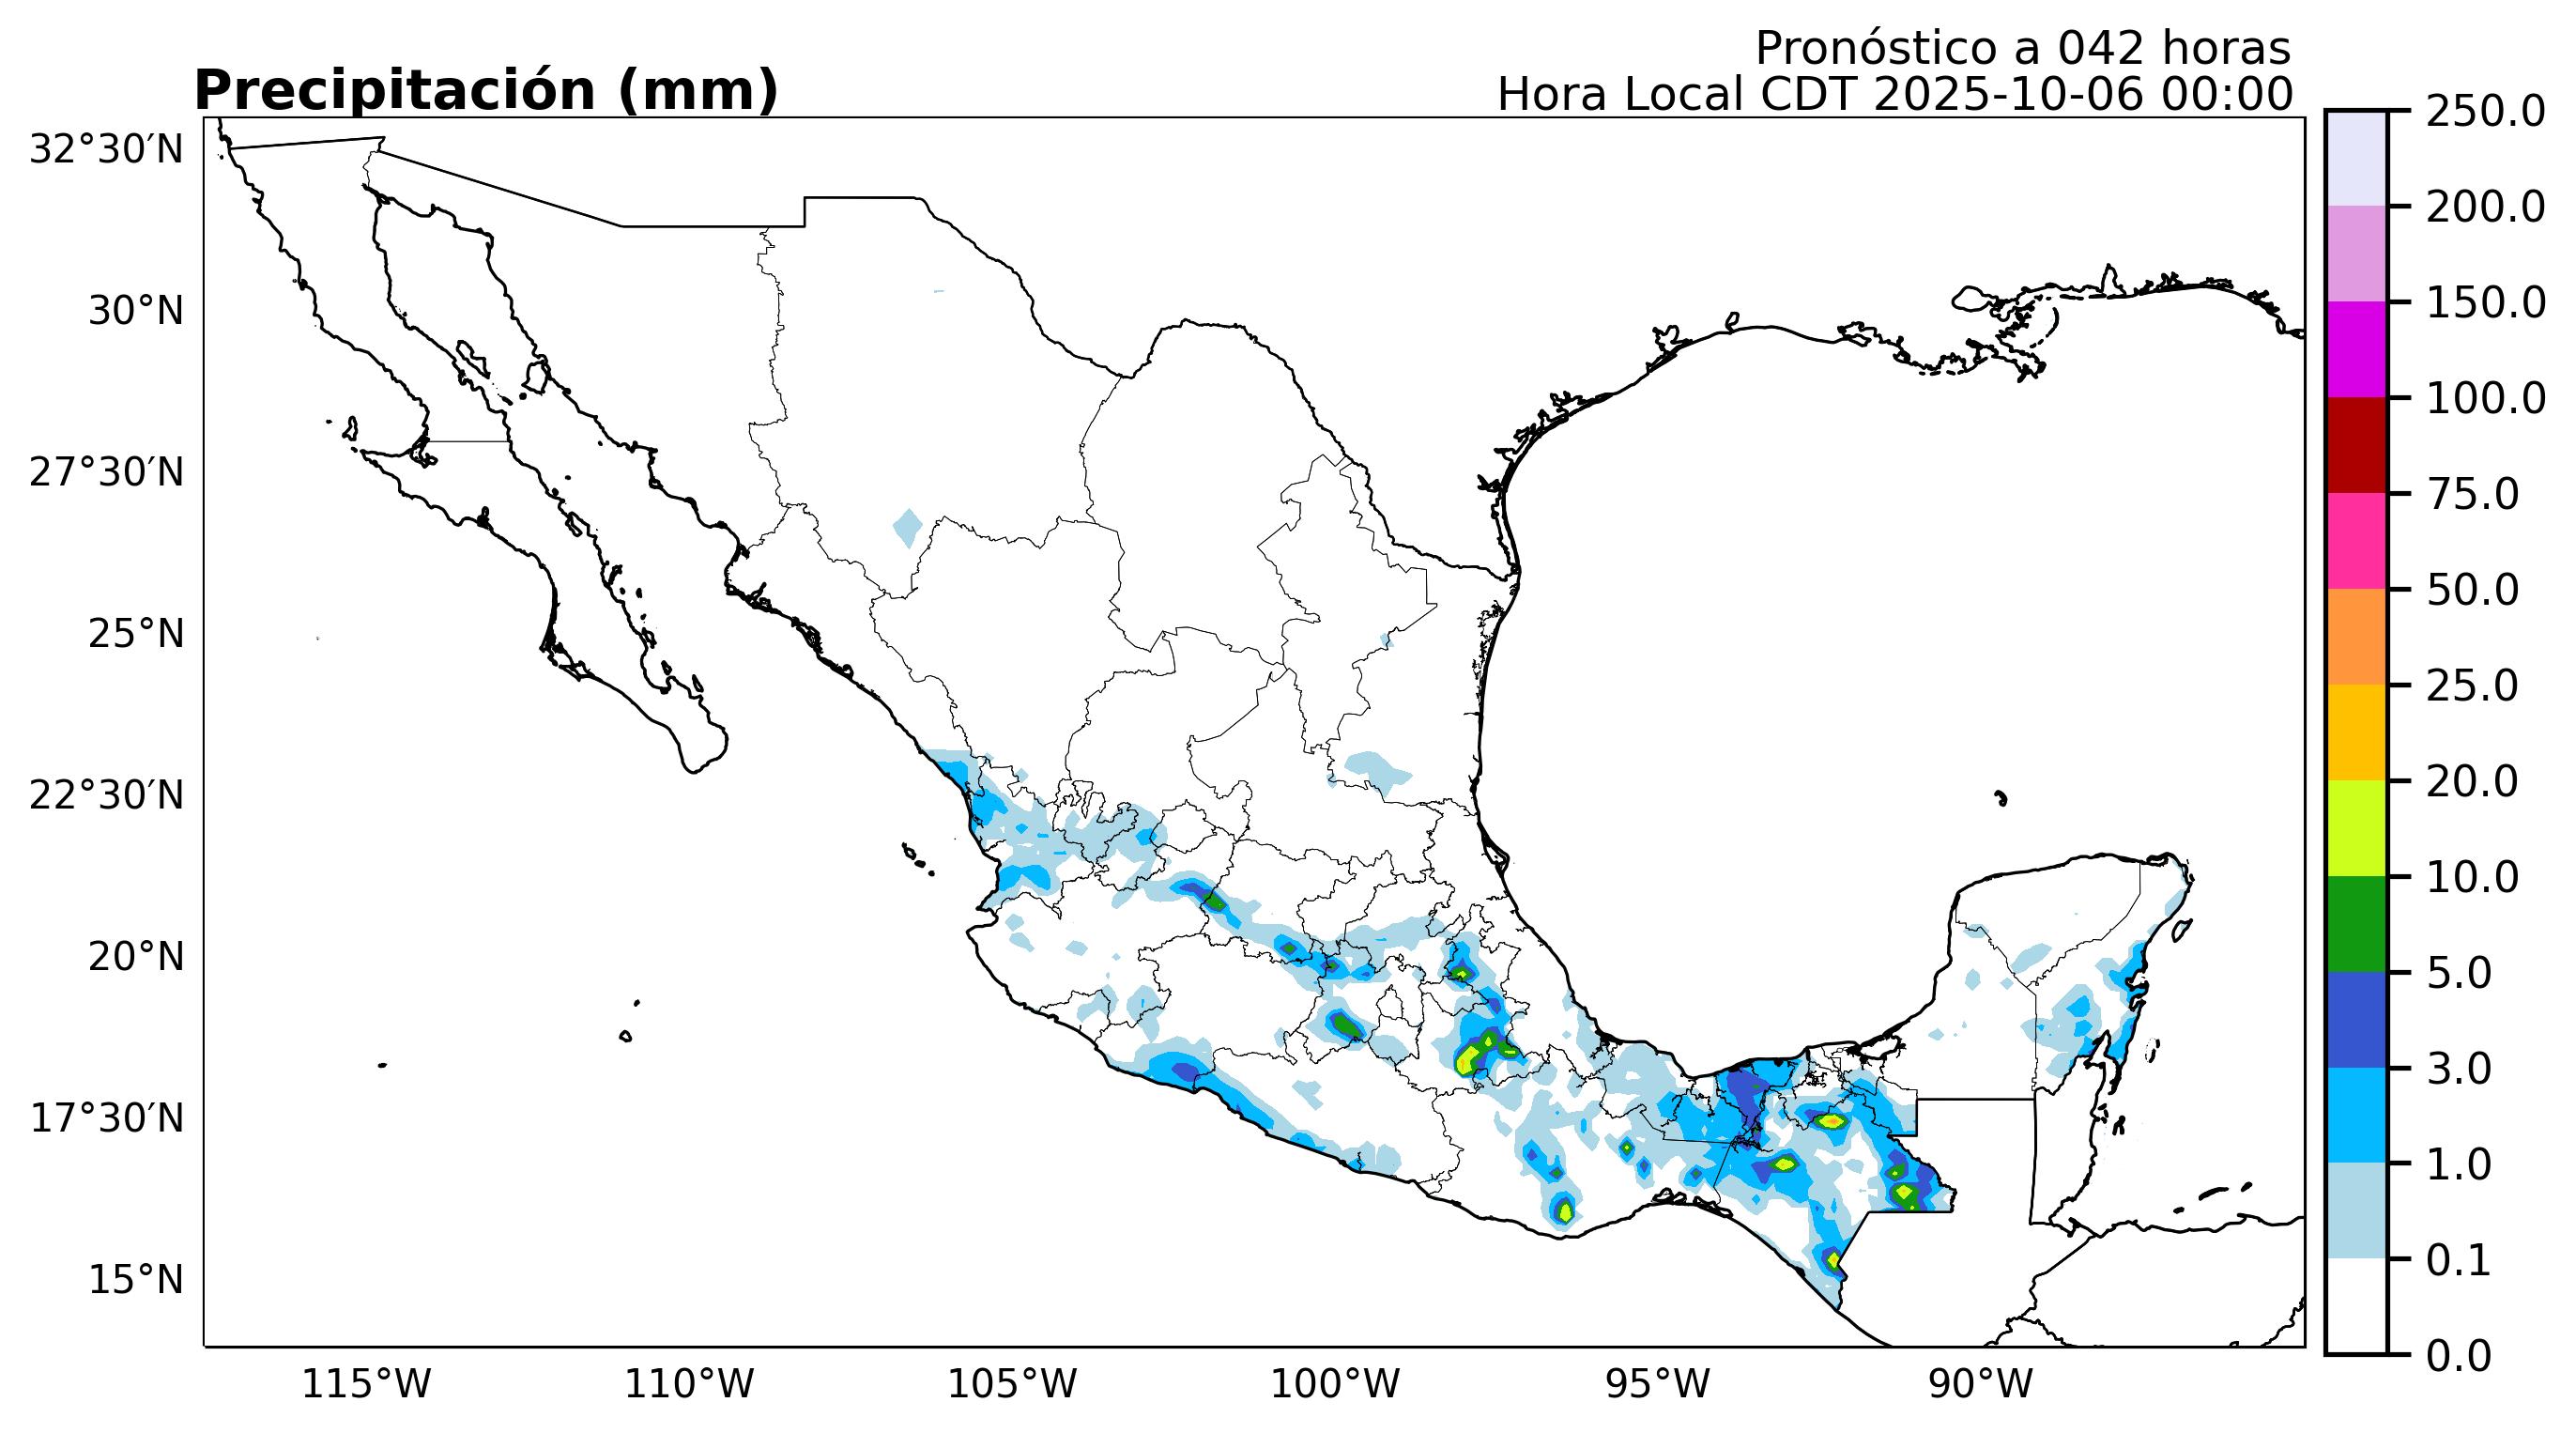 Precipitación (mm)
Pronóstico a 042 horas
Hora Local CDT 2025-10-06 00:00
32°30′N
30°N
27°30′N
25°N
22°30′N
20°N
17°30′N
15°N
115°W
110°W
105°W
100°W
95°W
90°W
250.0
200.0
150.0
100.0
75.0
50.0
25.0
20.0
10.0
5.0
3.0
1.0
0.1
0.0